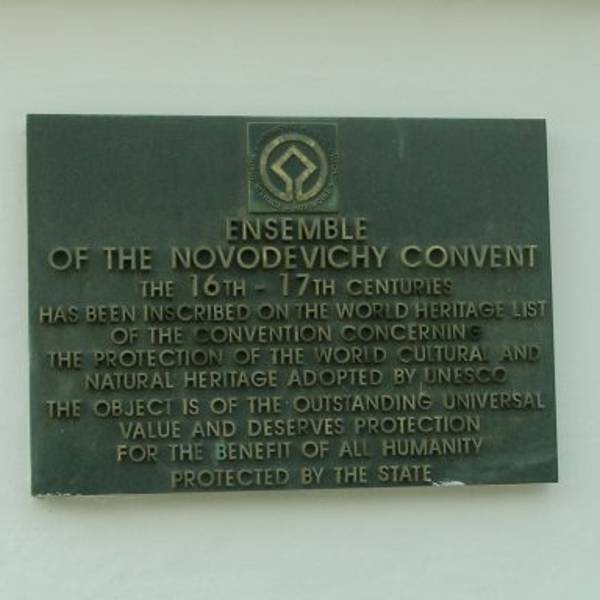 ENSEMBLE
OF THE NOVODEVICHY CONVENT
THE 16TH - 17TH CENTURIES
HAS BEEN INSCRIBED ON THE WORLD HERITAGE LIST
OF THE CONVENTION CONCERNING
THE PROTECTION OF THE WORLD CULTURAL AND
NATURAL HERITAGE ADOPTED BY UNESCO
THE OBJECT IS OF THE OUTSTANDING UNIVERSAL
VALUE AND DESERVES PROTECTION
FOR THE BENEFIT OF ALL HUMANITY
PROTECTED BY THE STATE